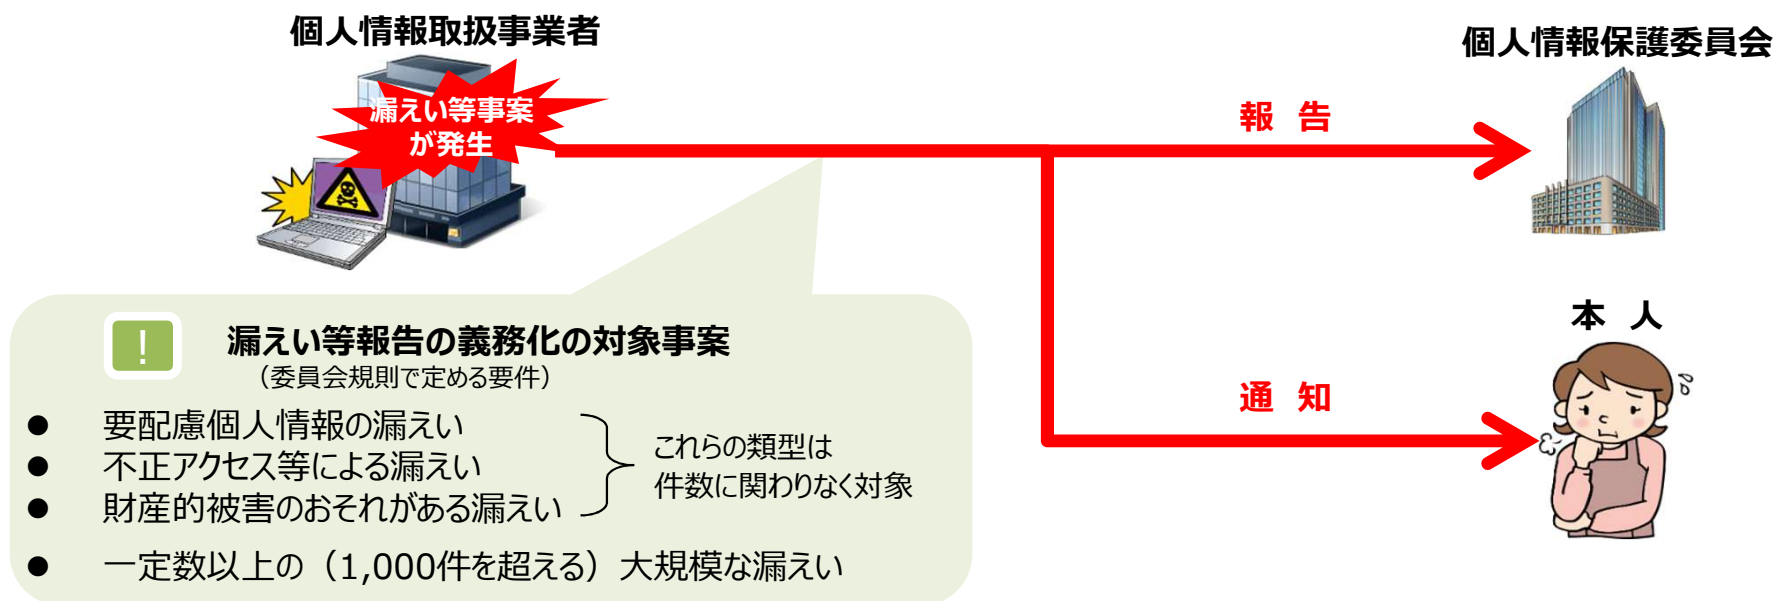 個人情報取扱事業者
個人情報保護委員会
漏えい等事案
が発生
報 告
本 人
通 知
!
漏えい等報告の義務化の対象事案
（委員会規則で定める要件）
● 要配慮個人情報の漏えい
● 不正アクセス等による漏えい
● 財産的被害のおそれがある漏えい
これらの類型は
件数に関わりなく対象
● 一定数以上の（1,000件を超える）大規模な漏えい